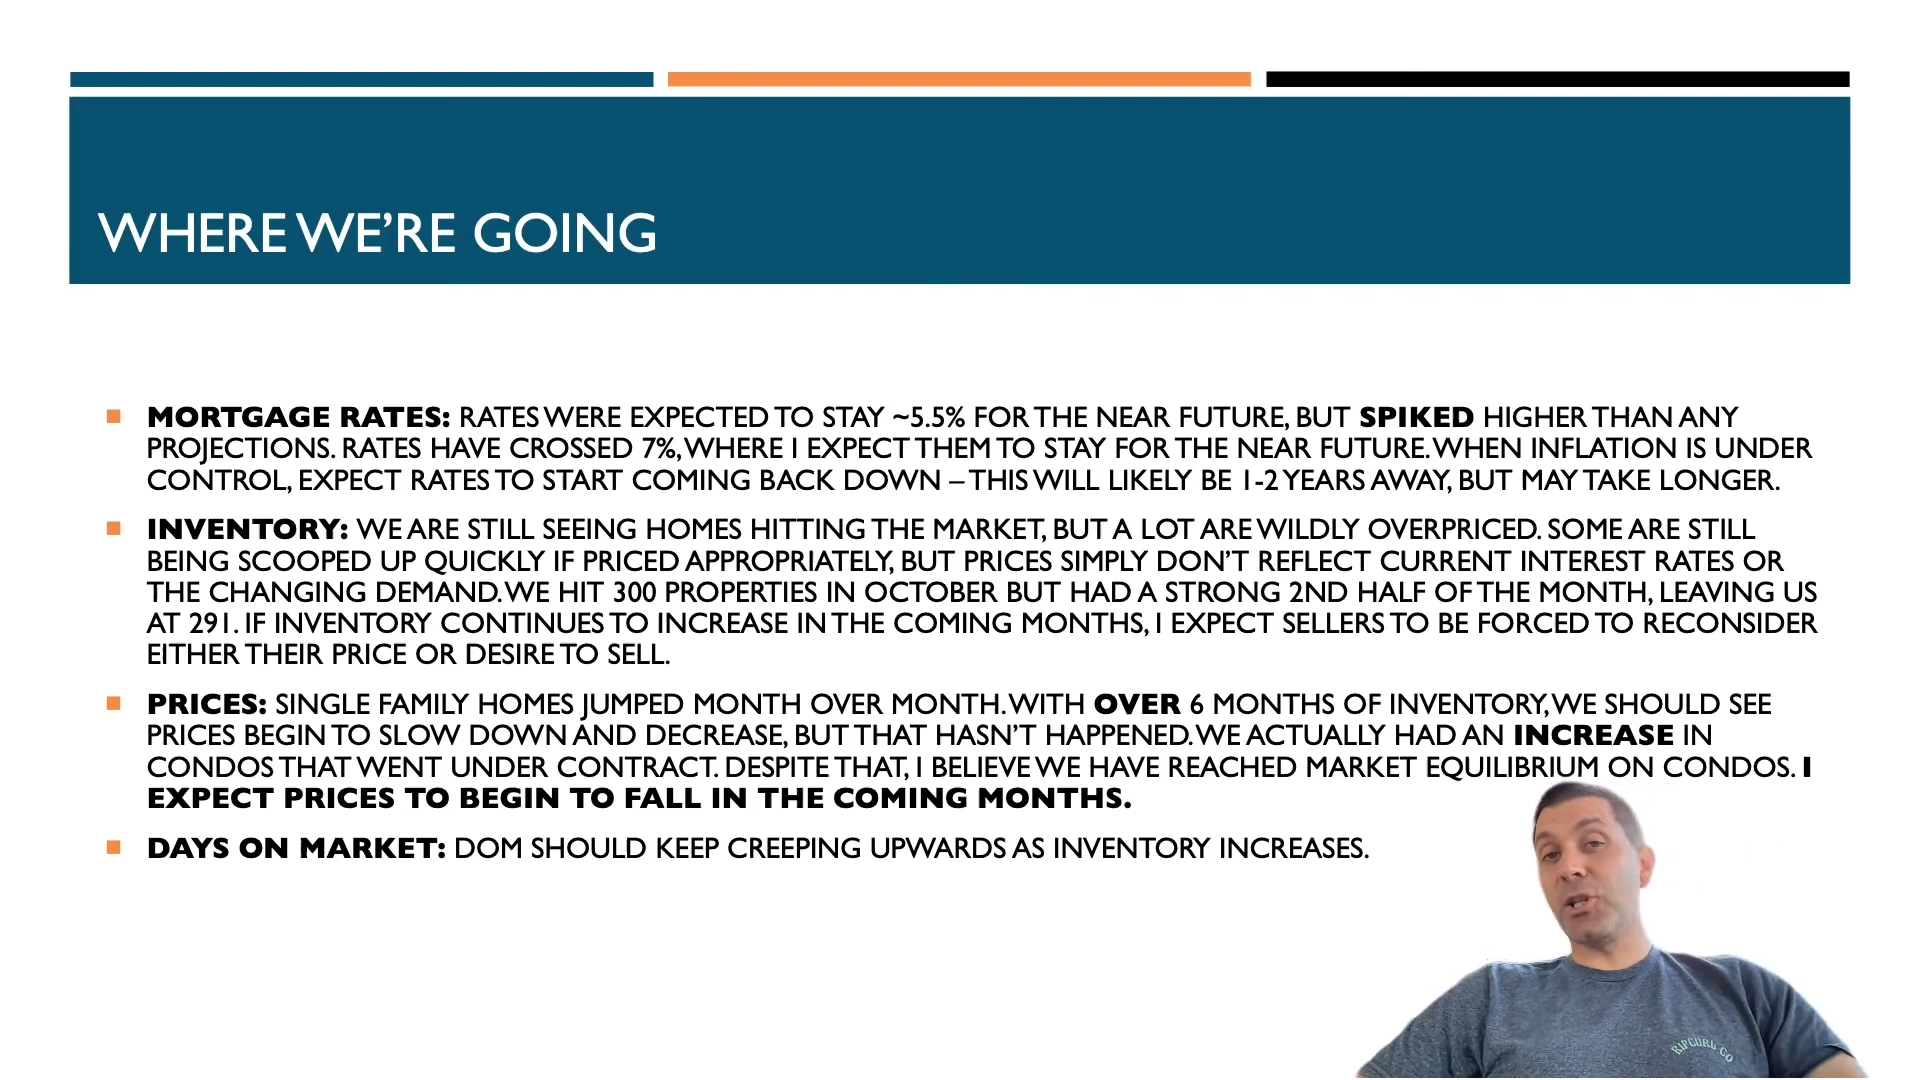 WHERE WE’RE GOING
MORTGAGE RATES: RATES WERE EXPECTED TO STAY ~5.5% FOR THE NEAR FUTURE, BUT SPIKED HIGHER THAN ANY
PROJECTIONS. RATES HAVE CROSSED 7%, WHERE I EXPECT THEM TO STAY FOR THE NEAR FUTURE. WHEN INFLATION IS UNDER
CONTROL, EXPECT RATES TO START COMING BACK DOWN – THIS WILL LIKELY BE 1-2 YEARS AWAY, BUT MAY TAKE LONGER.
INVENTORY: WE ARE STILL SEEING HOMES HITTING THE MARKET, BUT A LOT ARE WILDLY OVERPRICED. SOME ARE STILL
BEING SCOOPED UP QUICKLY IF PRICED APPROPRIATELY, BUT PRICES SIMPLY DON’T REFLECT CURRENT INTEREST RATES OR
THE CHANGING DEMAND. WE HIT 300 PROPERTIES IN OCTOBER BUT HAD A STRONG 2ND HALF OF THE MONTH, LEAVING US
AT 291. IF INVENTORY CONTINUES TO INCREASE IN THE COMING MONTHS, I EXPECT SELLERS TO BE FORCED TO RECONSIDER
EITHER THEIR PRICE OR DESIRE TO SELL.
PRICES: SINGLE FAMILY HOMES JUMPED MONTH OVER MONTH. WITH OVER 6 MONTHS OF INVENTORY, WE SHOULD SEE
PRICES BEGIN TO SLOW DOWN AND DECREASE, BUT THAT HASN’T HAPPENED. WE ACTUALLY HAD AN INCREASE IN
CONDOS THAT WENT UNDER CONTRACT. DESPITE THAT, I BELIEVE WE HAVE REACHED MARKET EQUILIBRIUM ON CONDOS. I
EXPECT PRICES TO BEGIN TO FALL IN THE COMING MONTHS.
DAYS ON MARKET: DOM SHOULD KEEP CREEPING UPWARDS AS INVENTORY INCREASES.
RIPCURL CO